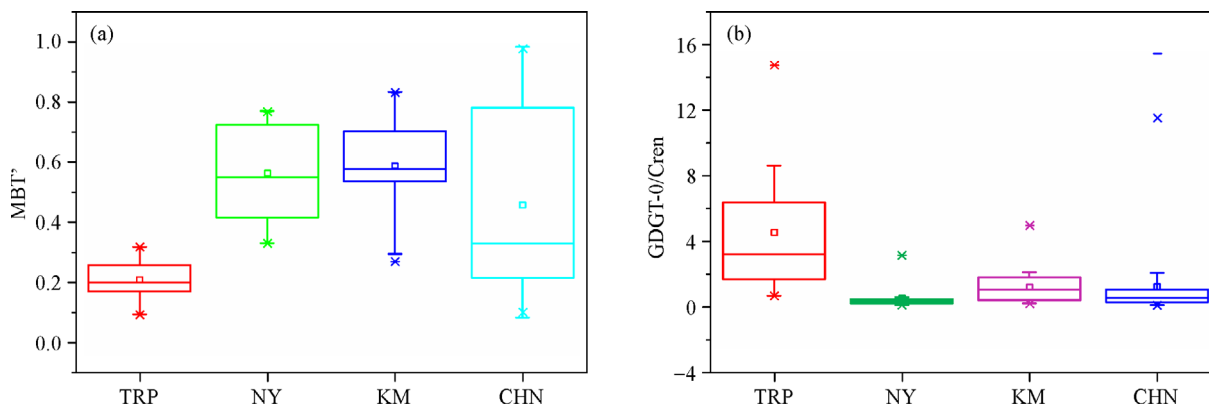 (a)
1.0
0.8
0.6
0.4
0.2
0.0
MBT'
TRP NY KM CHN
(b)
16
12
8
4
0
−4
GDGT-0/Cren
TRP NY KM CHN